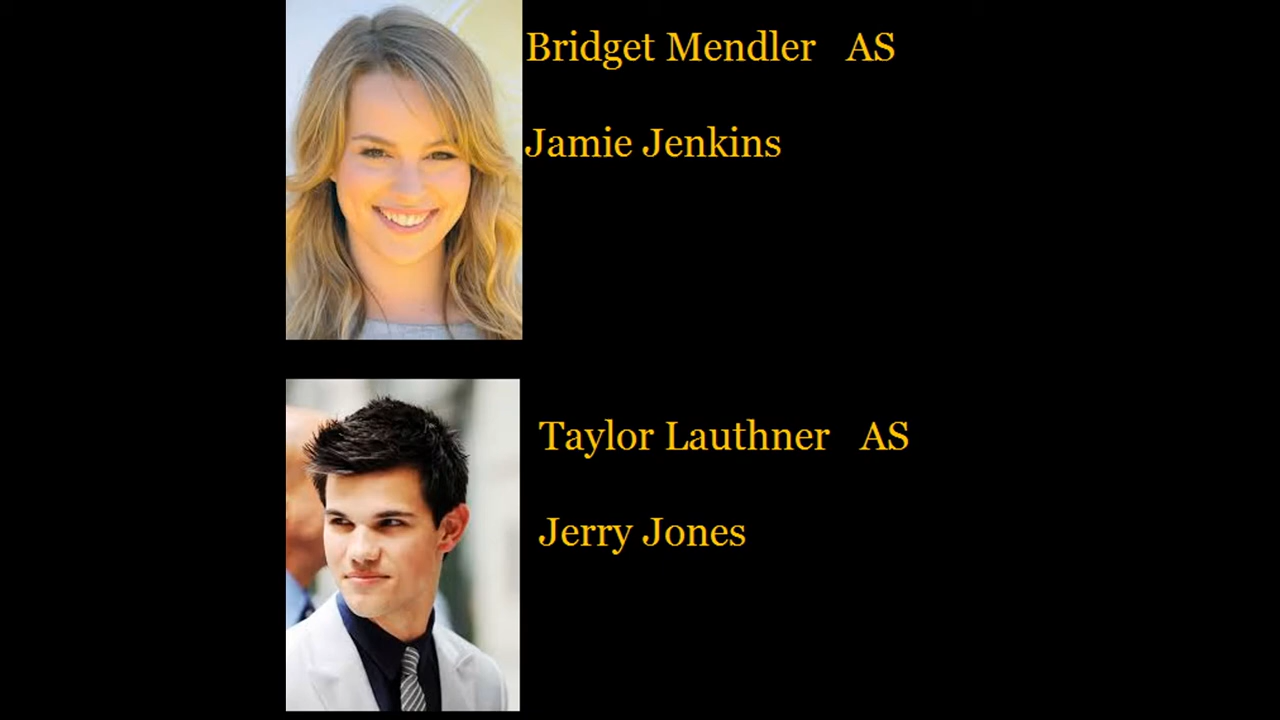 Bridget Mendler AS
Jamie Jenkins
Taylor Lauthner AS
Jerry Jones